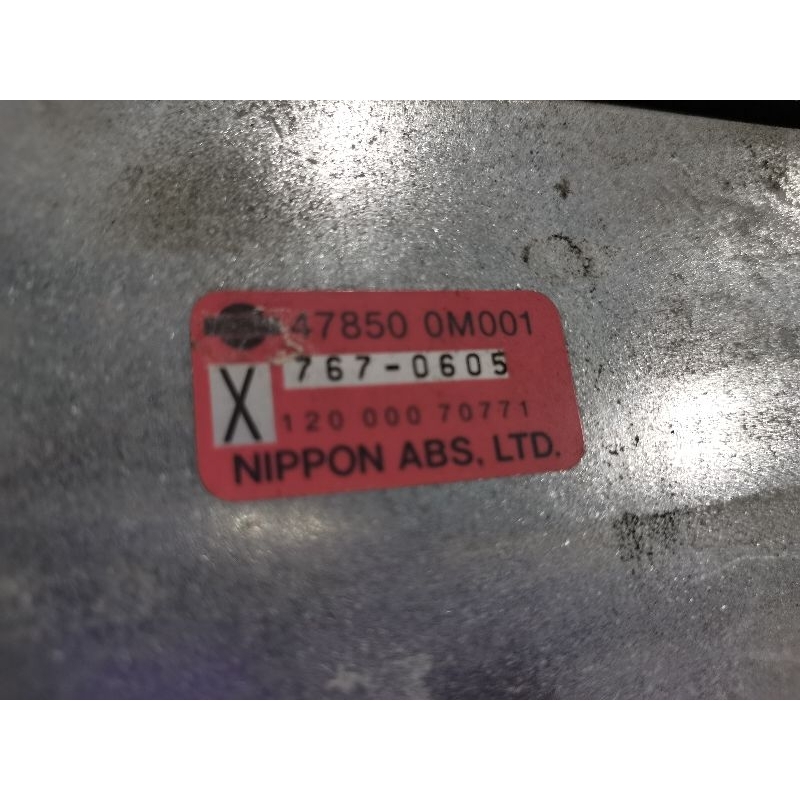 47850 0M001
767-0605
X
120 000 70771
NIPPON ABS, LTD.